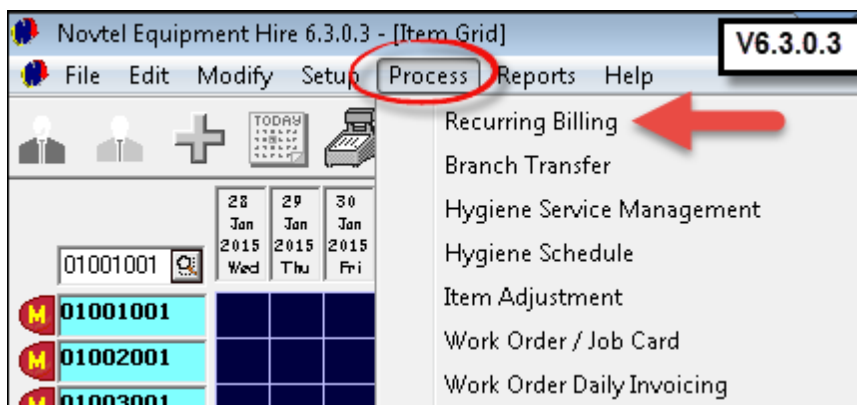 Novtel Equipment Hire 6.3.0.3 - [Item Grid]
V6.3.0.3
File Edit Modify Setup Process Reports Help
TODAY
Recurring Billing
Branch Transfer
Hygiene Service Management
Hygiene Schedule
Item Adjustment
Work Order / Job Card
Work Order Daily Invoicing
28 Jan 2015 Wed
29 Jan 2015 Thu
30 Jan 2015 Fri
01001001
M 01001001
M 01002001
M 01003001